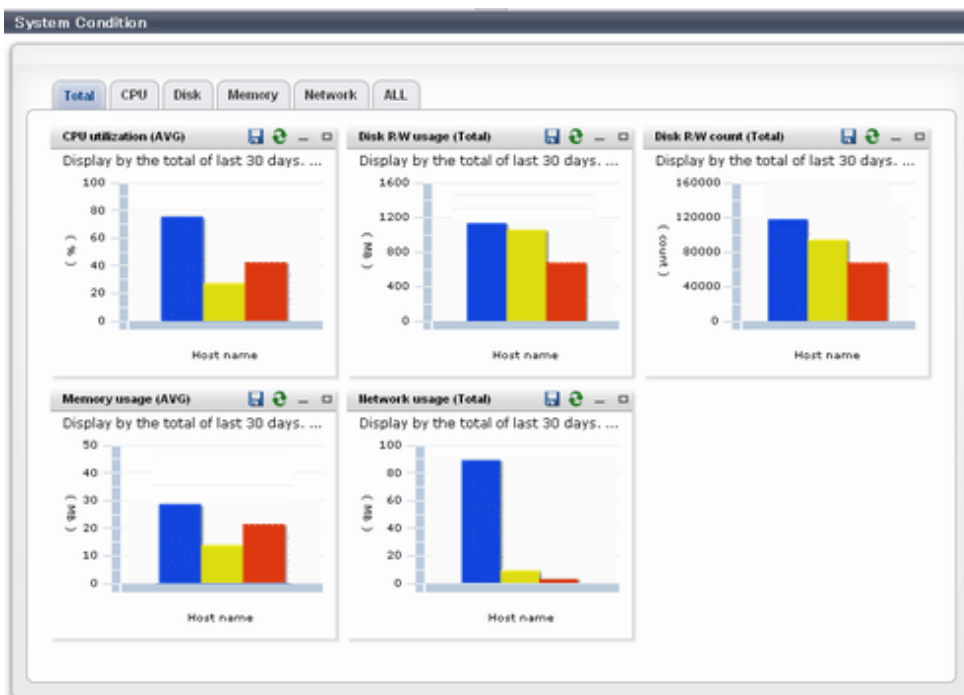 System Condition
Total CPU Disk Memory Network ALL
CPU utilization (AVG)
Display by the total of last 30 days. ...
100
80
60
40
20
0
( % )
Host name
Disk R.W usage (Total)
Display by the total of last 30 days. ...
1600
1200
800
400
0
( MB )
Host name
Disk R.W count (Total)
Display by the total of last 30 days. ...
160000
120000
80000
40000
0
( count )
Host name
Memory usage (AVG)
Display by the total of last 30 days. ...
50
40
30
20
10
0
( MB )
Host name
Network usage (Total)
Display by the total of last 30 days. ...
100
80
60
40
20
0
( MB )
Host name